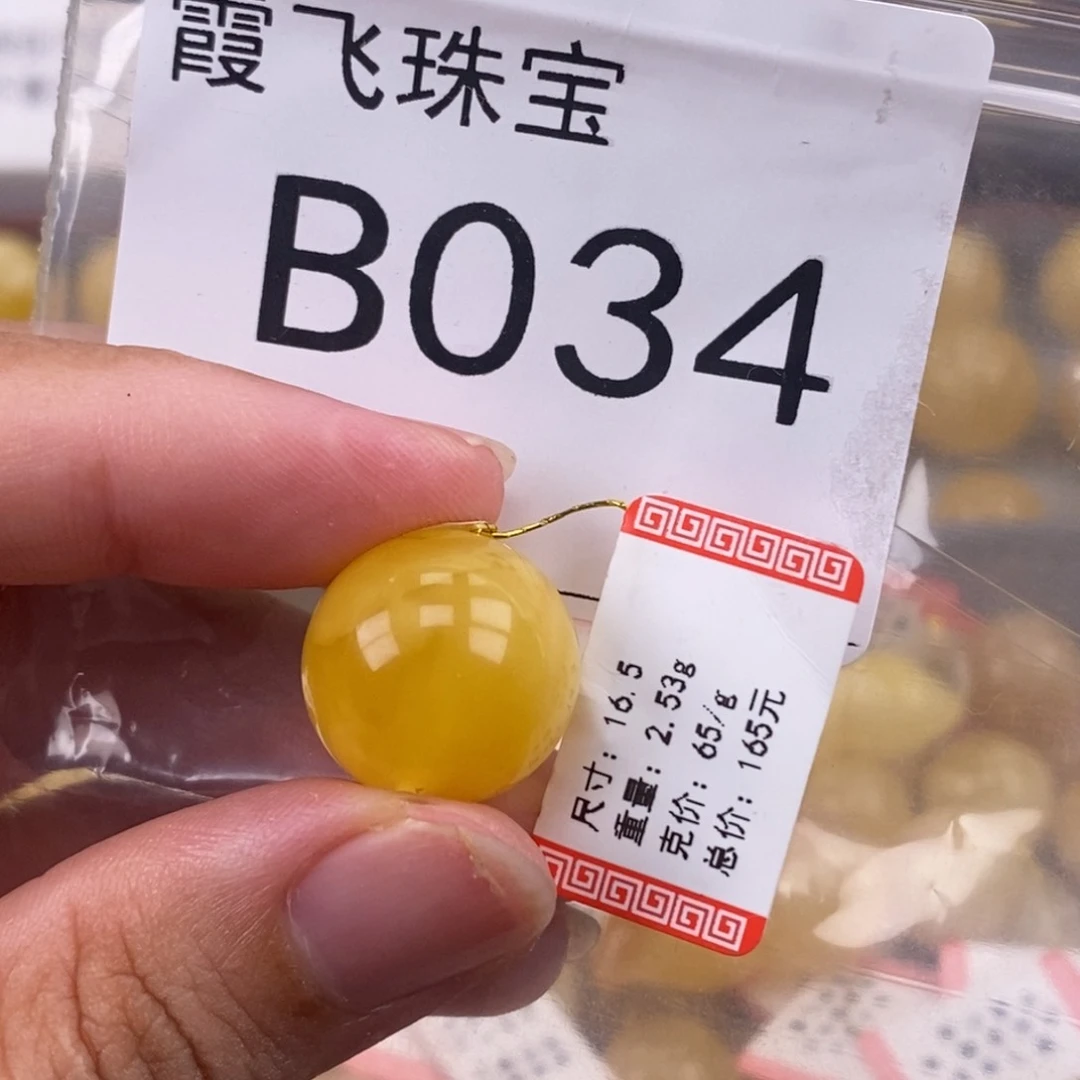 霞飞珠宝
B034
尺寸: 16.5
重量: 2.53g
克价: 65/g
总价: 165元